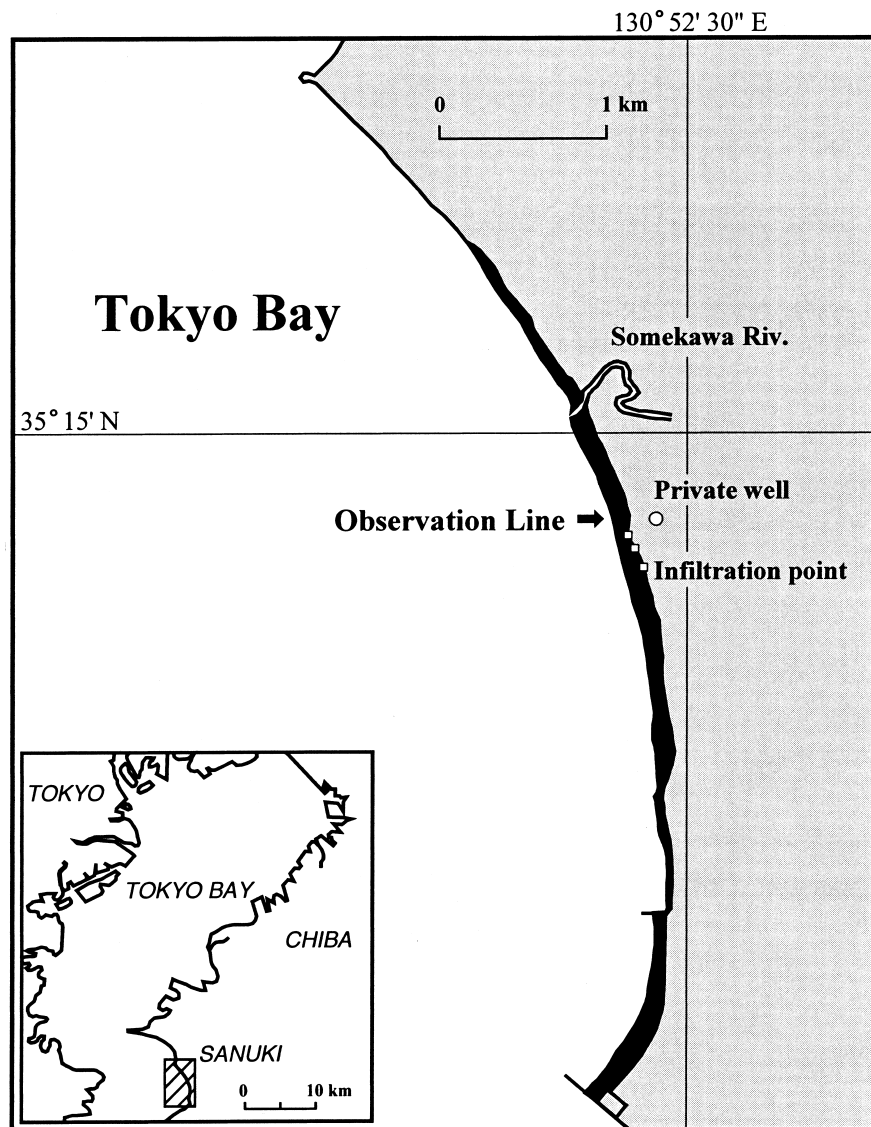 130° 52' 30" E
0 1 km
Tokyo Bay
Somekawa Riv.
35° 15' N
Private well
Observation Line
Infiltration point
TOKYO
TOKYO BAY
CHIBA
SANUKI
0 10 km